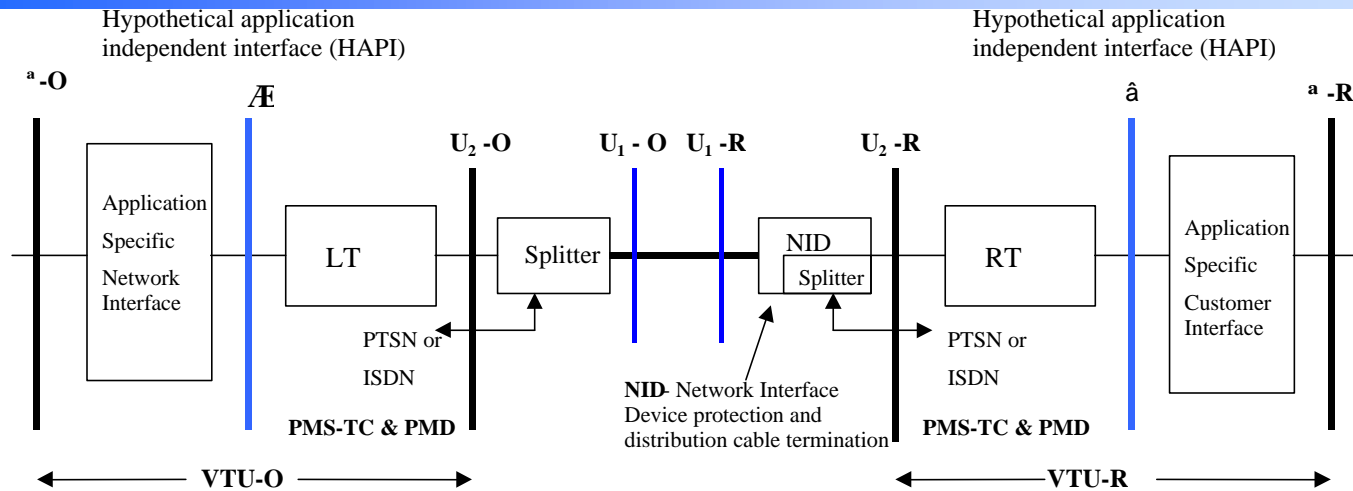 Hypothetical application
independent interface (HAPI)
Hypothetical application
independent interface (HAPI)
ª -O
Æ
U₂ -O
U₁ - O
U₁ -R
U₂ -R
â
ª -R
Application
Specific
Network
Interface
LT
Splitter
NID
Splitter
RT
Application
Specific
Customer
Interface
PTSN or
ISDN
PTSN or
ISDN
NID- Network Interface
Device protection and
distribution cable termination
PMS-TC & PMD
PMS-TC & PMD
VTU-O
VTU-R